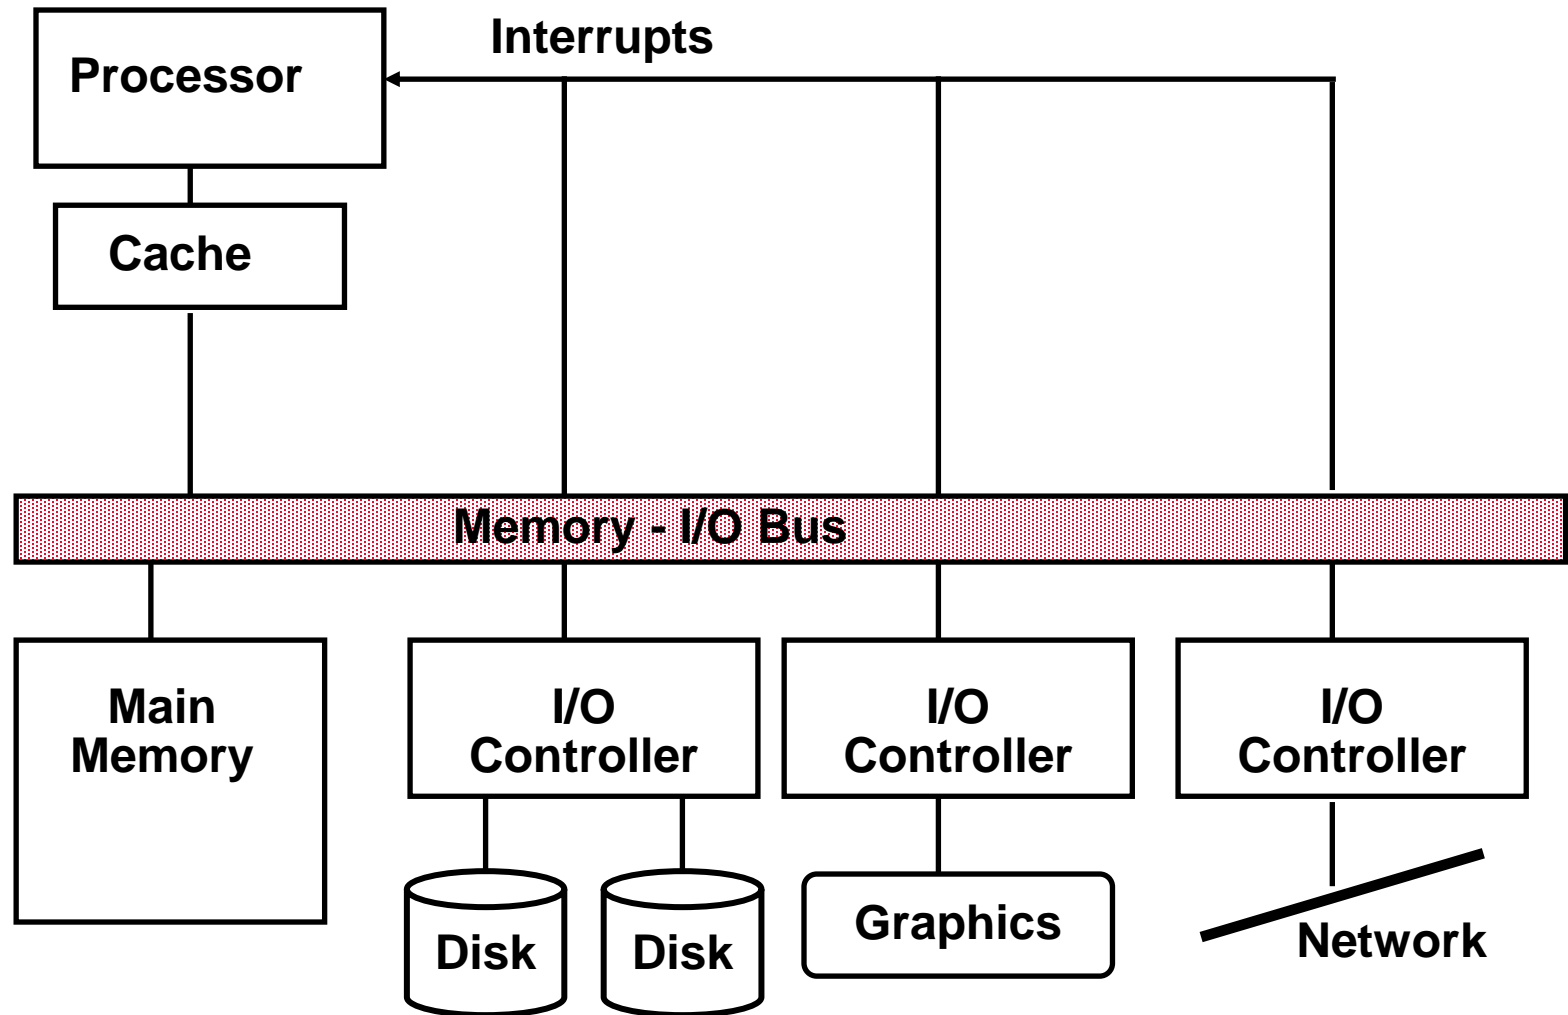 Interrupts
Processor
Cache
Memory - I/O Bus
Main
Memory
I/O
Controller
I/O
Controller
I/O
Controller
Disk
Disk
Graphics
Network